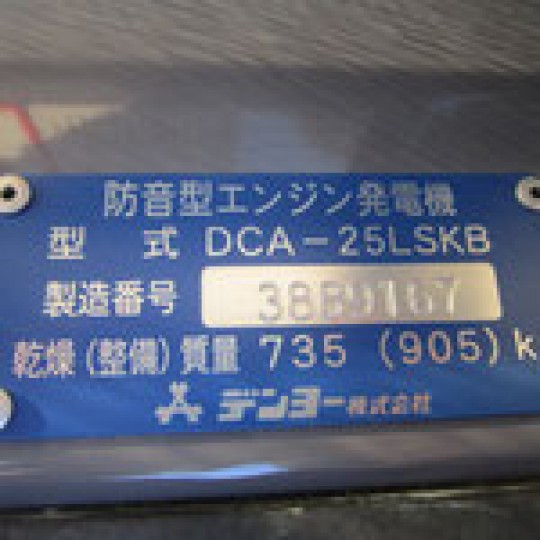 防音型エンジン発電機
型 式 DCA-25LSKB
製造番号
乾燥(整備)質量 735 (905) k
デンヨー株式会社